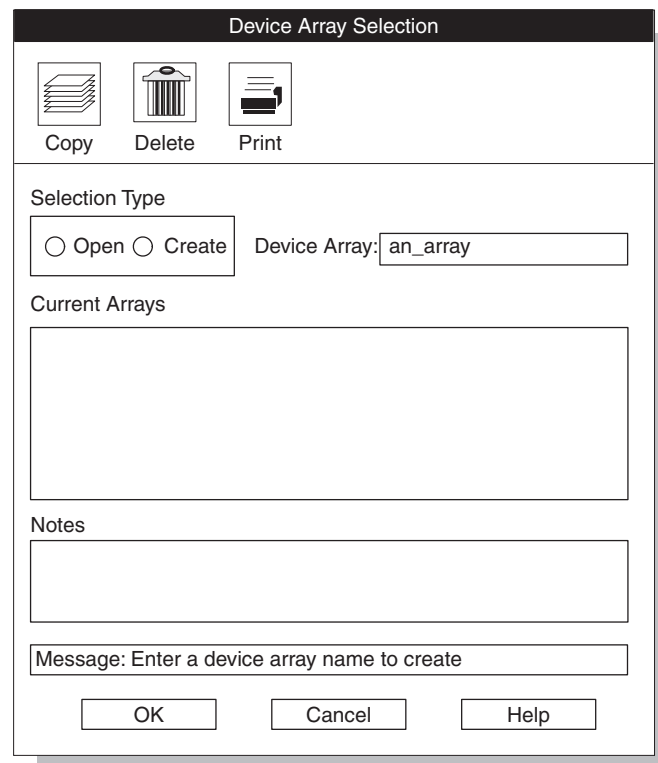 Device Array Selection
Copy Delete Print
Selection Type
Open Create Device Array: an_array
Current Arrays
Notes
Message: Enter a device array name to create
OK Cancel Help